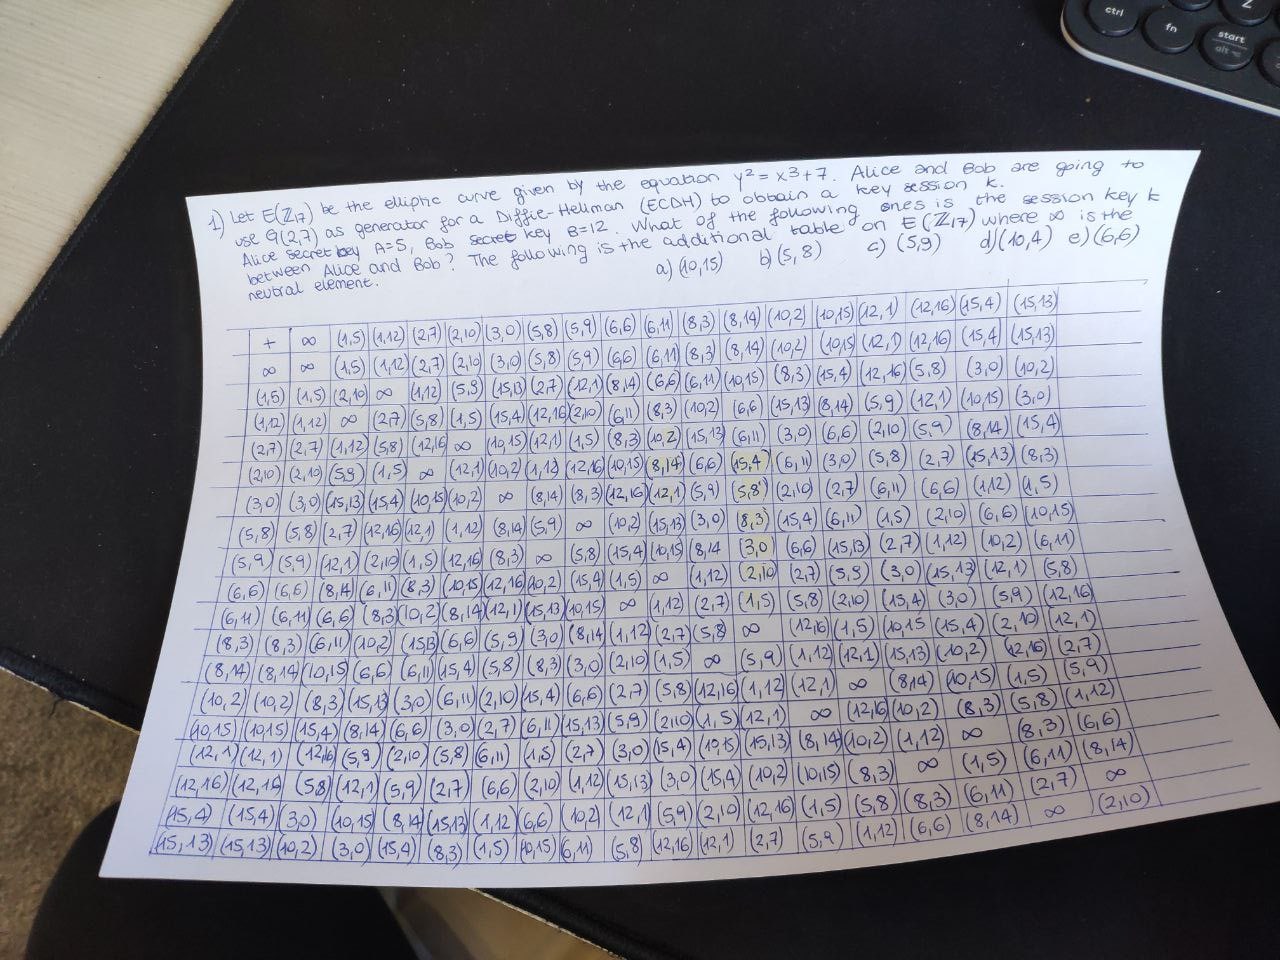 ctrl
fn
start
alt
Z
1) Let E(Z17) be the elliptic curve given by the equation y² = x³+7. Alice and Bob are going to
use G(2,7) as generator for a Diffie-Hellman (ECDH) to obtain a key session k.
Alice secret key A=5, Bob secret key B=12. What of the following ones is the session key k
between Alice and Bob? The following is the additional table on E(Z17) where ∞ is the
neutral element. a) (10,15) b) (5,8) c) (5,9) d) (10,4) e) (6,6)
+ ∞ (1,5) (1,12) (2,7) (2,10) (3,0) (5,8) (5,9) (6,6) (6,11) (8,3) (8,14) (10,2) (10,15) (12,1) (12,16) (15,4) (15,13)
∞ ∞ (1,5) (1,12) (2,7) (2,10) (3,0) (5,8) (5,9) (6,6) (6,11) (8,3) (8,14) (10,2) (10,15) (12,1) (12,16) (15,4) (15,13)
(1,5) (1,5) (2,10) ∞ (1,12) (5,9) (15,13) (2,7) (12,1) (8,14) (6,6) (6,11) (10,15) (8,3) (15,4) (12,16) (5,8) (3,0) (10,2)
(1,12) (1,12) ∞ (2,7) (5,8) (1,5) (15,4) (12,16) (2,10) (6,11) (8,3) (10,2) (6,6) (15,13) (8,14) (5,9) (12,1) (10,15) (3,0)
(2,7) (2,7) (1,12) (5,8) (12,16 ∞ (10,15) (12,1) (1,5) (8,3) (10,2) (15,13) (6,11) (3,0) (6,6) (2,10) (5,9) (8,14) (15,4)
(2,10) (2,10) (5,9) (1,5) ∞ (12,1) (10,2) (1,12) (12,16) (10,15) (8,14) (6,6) (15,4) (6,11) (3,0) (5,8) (2,7) (15,13) (8,3)
(3,0) (3,0) (15,13) (15,4) (10,15) (10,2) ∞ (8,14) (8,3) (12,16) (12,1) (5,9) (5,8) (2,10) (2,7) (6,11) (6,6) (1,12) (1,5)
(5,8) (5,8) (2,7) (12,16) (12,1) (1,12) (8,14) (5,9) ∞ (10,2) (15,13) (3,0) (8,3) (15,4) (6,11) (1,5) (2,10) (6,6) (10,15)
(5,9) (5,9) (12,1) (2,10) (1,5) (12,16) (8,3) ∞ (5,8) (15,4) (10,15) (8,14 (3,0) (6,6) (15,13) (2,7) (1,12) (10,2) (6,11)
(6,6) (6,6) (8,14) (6,11) (8,3) (10,15) (12,16) (10,2) (15,4) (1,5) ∞ (1,12) (2,10) (2,7) (5,9) (3,0) (15,13) (12,1) (5,8)
(6,11) (6,11) (6,6) (8,3) (10,2) (8,14) (12,1) (15,13) (10,15) ∞ (1,12) (2,7) (1,5) (5,8) (2,10) (15,4) (3,0) (5,9) (12,16)
(8,3) (8,3) (6,11) (10,2) (15,13 (6,6) (5,9) (3,0) (8,14 (1,12) (2,7) (5,8) ∞ (12,16) (1,5) (10,15 (15,4) (2,10) (12,1)
(8,14) (8,14) (10,15) (6,6) (6,11) (15,4) (5,8) (8,3) (3,0) (2,10) (1,5) ∞ (5,9) (1,12) (12,1) (15,13) (10,2) (12,16) (2,7)
(10,2) (10,2) (8,3) (15,13) (3,0) (6,11) (2,10) (15,4) (6,6) (2,7) (5,8) (12,16) (1,12) (12,1) ∞ (8,14) (10,15) (1,5) (5,9)
(10,15) (10,15) (15,4) (8,14) (6,6) (3,0) (2,7) (6,11) (15,13) (5,9) (2,10) (1,5) (12,1) ∞ (12,16 (10,2) (8,3) (5,8) (1,12)
(12,1) (12,1) (12,16) (5,9) (2,10) (5,8) (6,11) (1,5) (2,7) (3,0) (15,4) (10,15) (15,13) (8,14 (10,2) (1,12) ∞ (8,3) (6,6)
(12,16) (12,16) (5,8) (12,1) (5,9) (2,7) (6,6) (2,10) (1,12) (15,13) (3,0) (15,4) (10,2) (10,15) (8,3) ∞ (1,5) (6,11) (8,14)
(15,4) (15,4) (3,0) (10,15) (8,14 (15,13) (1,12) (6,6) (10,2) (12,1) (5,9) (2,10) (12,16) (1,5) (5,8) (8,3) (6,11) (2,7) ∞
(15,13) (15,13) (10,2) (3,0) (15,4) (8,3) (1,5) (10,15) (6,11) (5,8) (12,16) (12,1) (2,7) (5,9) (1,12) (6,6) (8,14) ∞ (2,10)